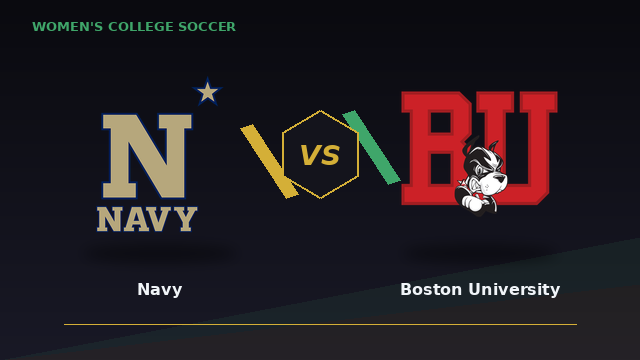 WOMEN'S COLLEGE SOCCER
N
NAVY
VS
BU
Navy
Boston University